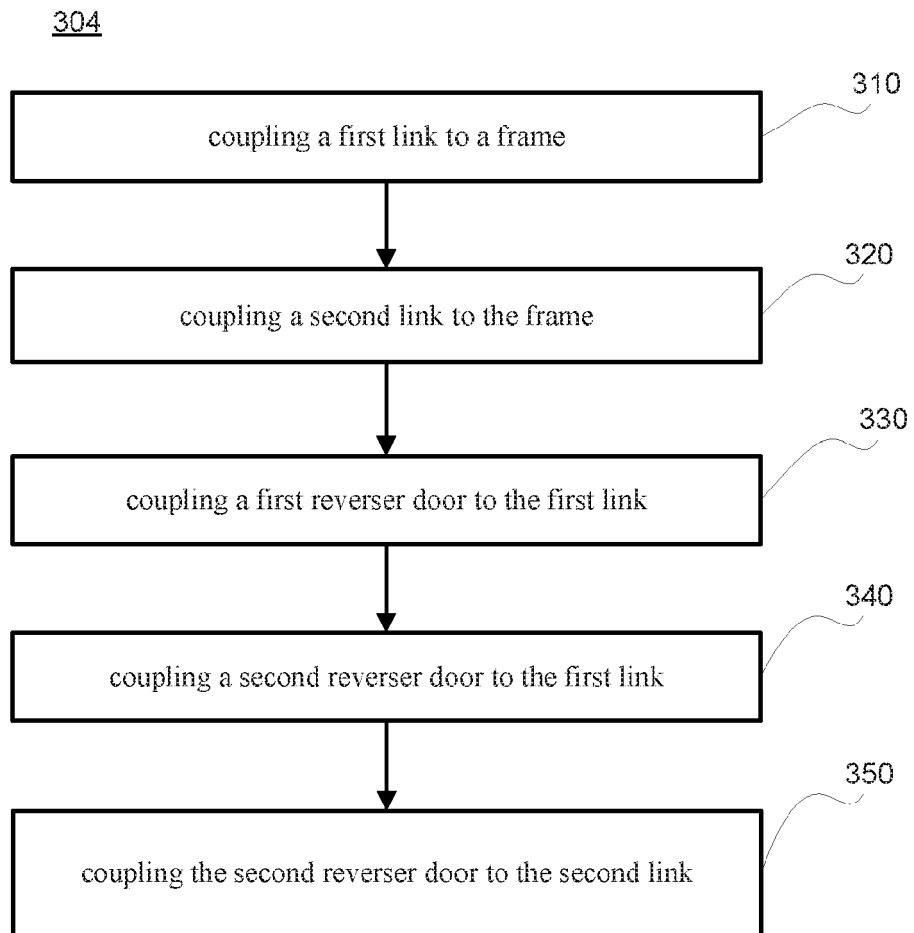 304
310
coupling a first link to a frame
320
coupling a second link to the frame
330
coupling a first reverser door to the first link
340
coupling a second reverser door to the first link
350
coupling the second reverser door to the second link